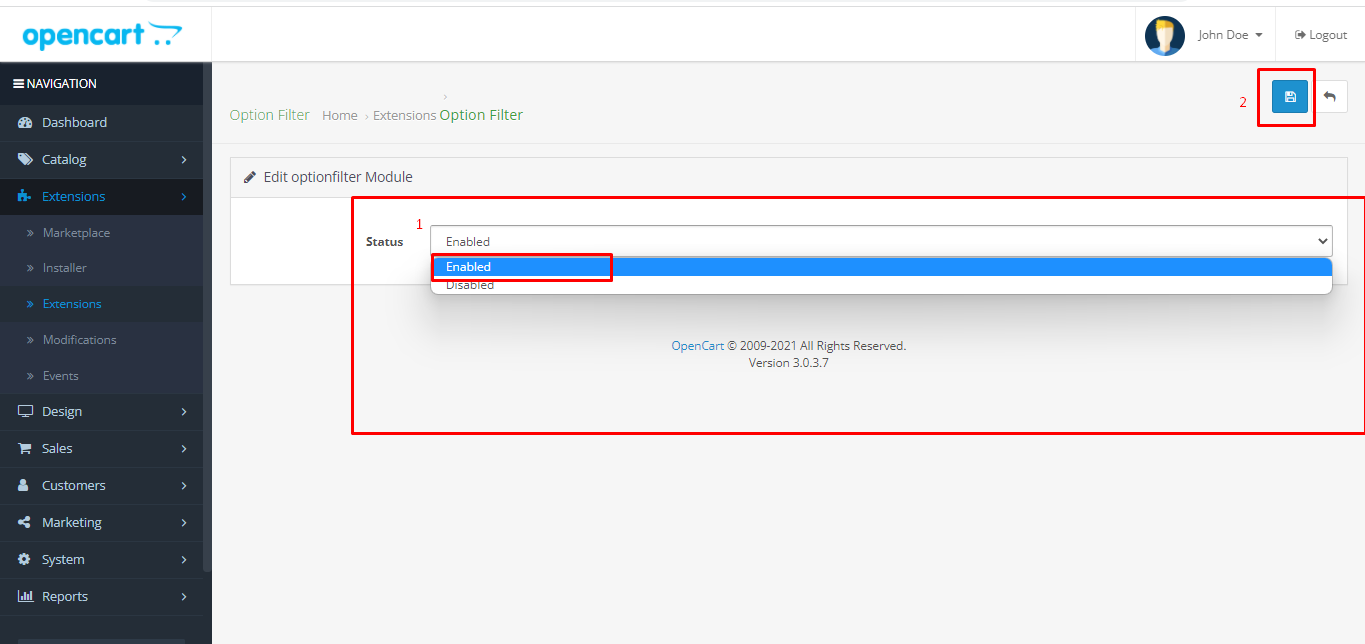 opencart
John Doe
Logout
NAVIGATION
Dashboard
Catalog
Extensions
Marketplace
Installer
Extensions
Modifications
Events
Design
Sales
Customers
Marketing
System
Reports
Option Filter
Home › Extensions › Option Filter
2
Edit optionfilter Module
1
Status
Enabled
Enabled
Disabled
OpenCart © 2009-2021 All Rights Reserved.
Version 3.0.3.7